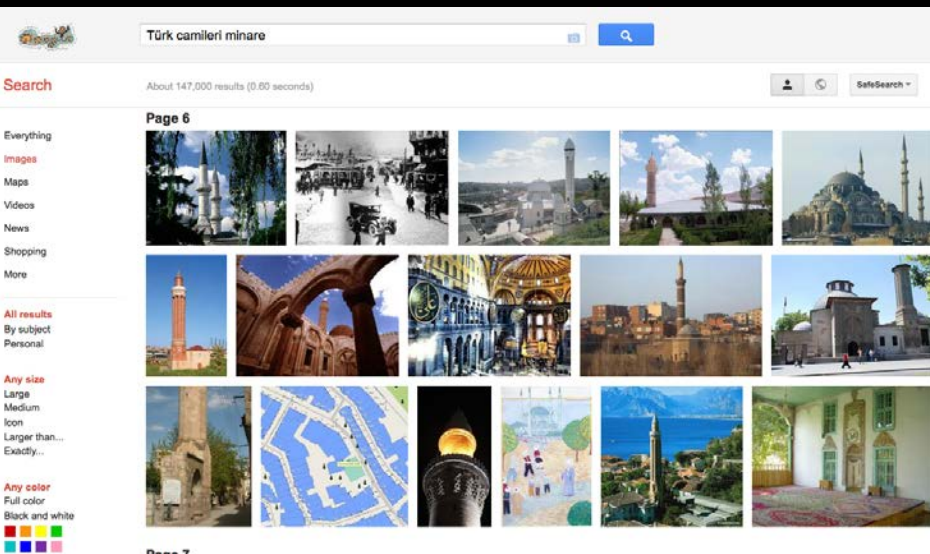 Türk camileri minare
Search
About 147,000 results (0.60 seconds)
SafeSearch
Page 6
Everything
Images
Maps
Videos
News
Shopping
More
All results
By subject
Personal
Any size
Large
Medium
Icon
Larger than...
Exactly...
Any color
Full color
Black and white
Page 7